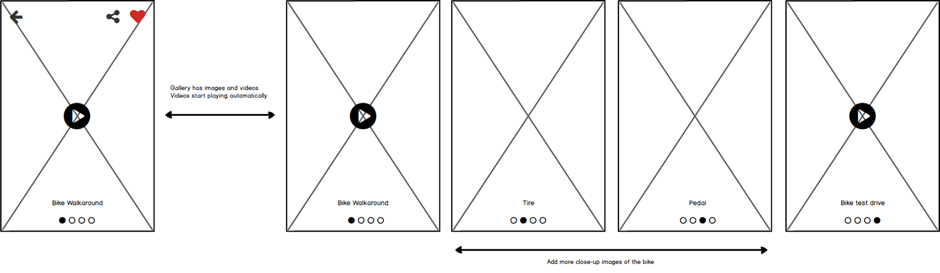 Gallery has images and videos
Videos start playing automatically
Bike Walkaround
Bike Walkaround
Tire
Pedal
Bike test drive
Add more close-up images of the bike